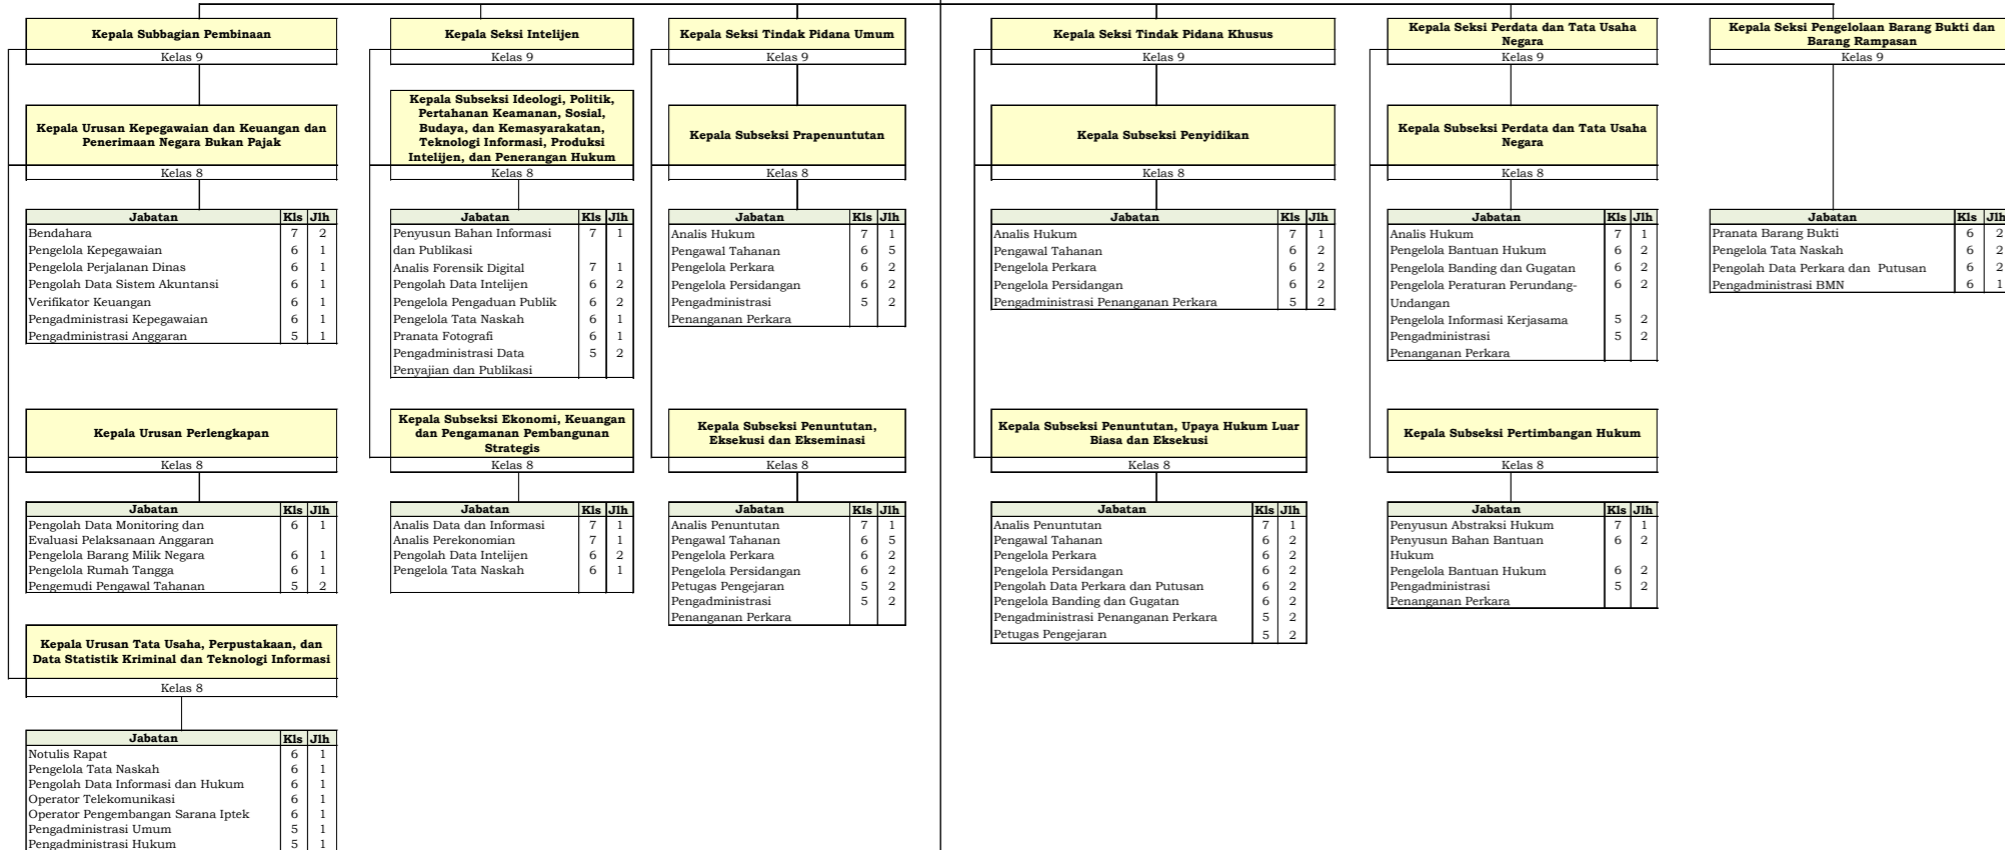 Kepala Subbagian Pembinaan
Kelas 9
Kepala Urusan Kepegawaian dan Keuangan dan
Penerimaan Negara Bukan Pajak
Kelas 8
Jabatan Kls Jlh
Bendahara 7 2
Pengelola Kepegawaian 6 1
Pengelola Perjalanan Dinas 6 1
Pengolah Data Sistem Akuntansi 6 1
Verifikator Keuangan 6 1
Pengadministrasi Kepegawaian 6 1
Pengadministrasi Anggaran 5 1
Kepala Urusan Perlengkapan
Kelas 8
Jabatan Kls Jlh
Pengolah Data Monitoring dan 6 1
Evaluasi Pelaksanaan Anggaran
Pengelola Barang Milik Negara 6 1
Pengelola Rumah Tangga 6 1
Pengemudi Pengawal Tahanan 5 2
Kepala Urusan Tata Usaha, Perpustakaan, dan
Data Statistik Kriminal dan Teknologi Informasi
Kelas 8
Jabatan Kls Jlh
Notulis Rapat 6 1
Pengelola Tata Naskah 6 1
Pengolah Data Informasi dan Hukum 6 1
Operator Telekomunikasi 6 1
Operator Pengembangan Sarana Iptek 6 1
Pengadministrasi Umum 5 1
Pengadministrasi Hukum 5 1
Kepala Seksi Intelijen
Kelas 9
Kepala Subseksi Ideologi, Politik,
Pertahanan Keamanan, Sosial,
Budaya, dan Kemasyarakatan,
Teknologi Informasi, Produksi
Intelijen, dan Penerangan Hukum
Kelas 8
Jabatan Kls Jlh
Penyusun Bahan Informasi 7 1
dan Publikasi
Analis Forensik Digital 7 1
Pengolah Data Intelijen 6 2
Pengelola Pengaduan Publik 6 2
Pengelola Tata Naskah 6 1
Pranata Fotografi 6 1
Pengadministrasi Data 5 2
Penyajian dan Publikasi
Kepala Subseksi Ekonomi, Keuangan
dan Pengamanan Pembangunan
Strategis
Kelas 8
Jabatan Kls Jlh
Analis Data dan Informasi 7 1
Analis Perekonomian 7 1
Pengolah Data Intelijen 6 2
Pengelola Tata Naskah 6 1
Kepala Seksi Tindak Pidana Umum
Kelas 9
Kepala Subseksi Prapenuntutan
Kelas 8
Jabatan Kls Jlh
Analis Hukum 7 1
Pengawal Tahanan 6 5
Pengelola Perkara 6 2
Pengelola Persidangan 6 2
Pengadministrasi 5 2
Penanganan Perkara
Kepala Subseksi Penuntutan,
Eksekusi dan Ekseminasi
Kelas 8
Jabatan Kls Jlh
Analis Penuntutan 7 1
Pengawal Tahanan 6 5
Pengelola Perkara 6 2
Pengelola Persidangan 6 2
Petugas Pengejaran 5 2
Pengadministrasi 5 2
Penanganan Perkara
Kepala Seksi Tindak Pidana Khusus
Kelas 9
Kepala Subseksi Penyidikan
Kelas 8
Jabatan Kls Jlh
Analis Hukum 7 1
Pengawal Tahanan 6 2
Pengelola Perkara 6 2
Pengelola Persidangan 6 2
Pengadministrasi Penanganan Perkara 5 2
Kepala Subseksi Penuntutan, Upaya Hukum Luar
Biasa dan Eksekusi
Kelas 8
Jabatan Kls Jlh
Analis Penuntutan 7 1
Pengawal Tahanan 6 2
Pengelola Perkara 6 2
Pengelola Persidangan 6 2
Pengolah Data Perkara dan Putusan 6 2
Pengelola Banding dan Gugatan 6 2
Pengadministrasi Penanganan Perkara 5 2
Petugas Pengejaran 5 2
Kepala Seksi Perdata dan Tata Usaha
Negara
Kelas 9
Kepala Subseksi Perdata dan Tata Usaha
Negara
Kelas 8
Jabatan Kls Jlh
Analis Hukum 7 1
Pengelola Bantuan Hukum 6 2
Pengelola Banding dan Gugatan 6 2
Pengelola Peraturan Perundang- 6 2
Undangan
Pengelola Informasi Kerjasama 5 2
Pengadministrasi 5 2
Penanganan Perkara
Kepala Subseksi Pertimbangan Hukum
Kelas 8
Jabatan Kls Jlh
Penyusun Abstraksi Hukum 7 1
Penyusun Bahan Bantuan 6 2
Hukum
Pengelola Bantuan Hukum 6 2
Pengadministrasi 5 2
Penanganan Perkara
Kepala Seksi Pengelolaan Barang Bukti dan
Barang Rampasan
Kelas 9
Jabatan Kls Jlh
Pranata Barang Bukti 6 2
Pengelola Tata Naskah 6 2
Pengolah Data Perkara dan Putusan 6 2
Pengadministrasi BMN 6 1